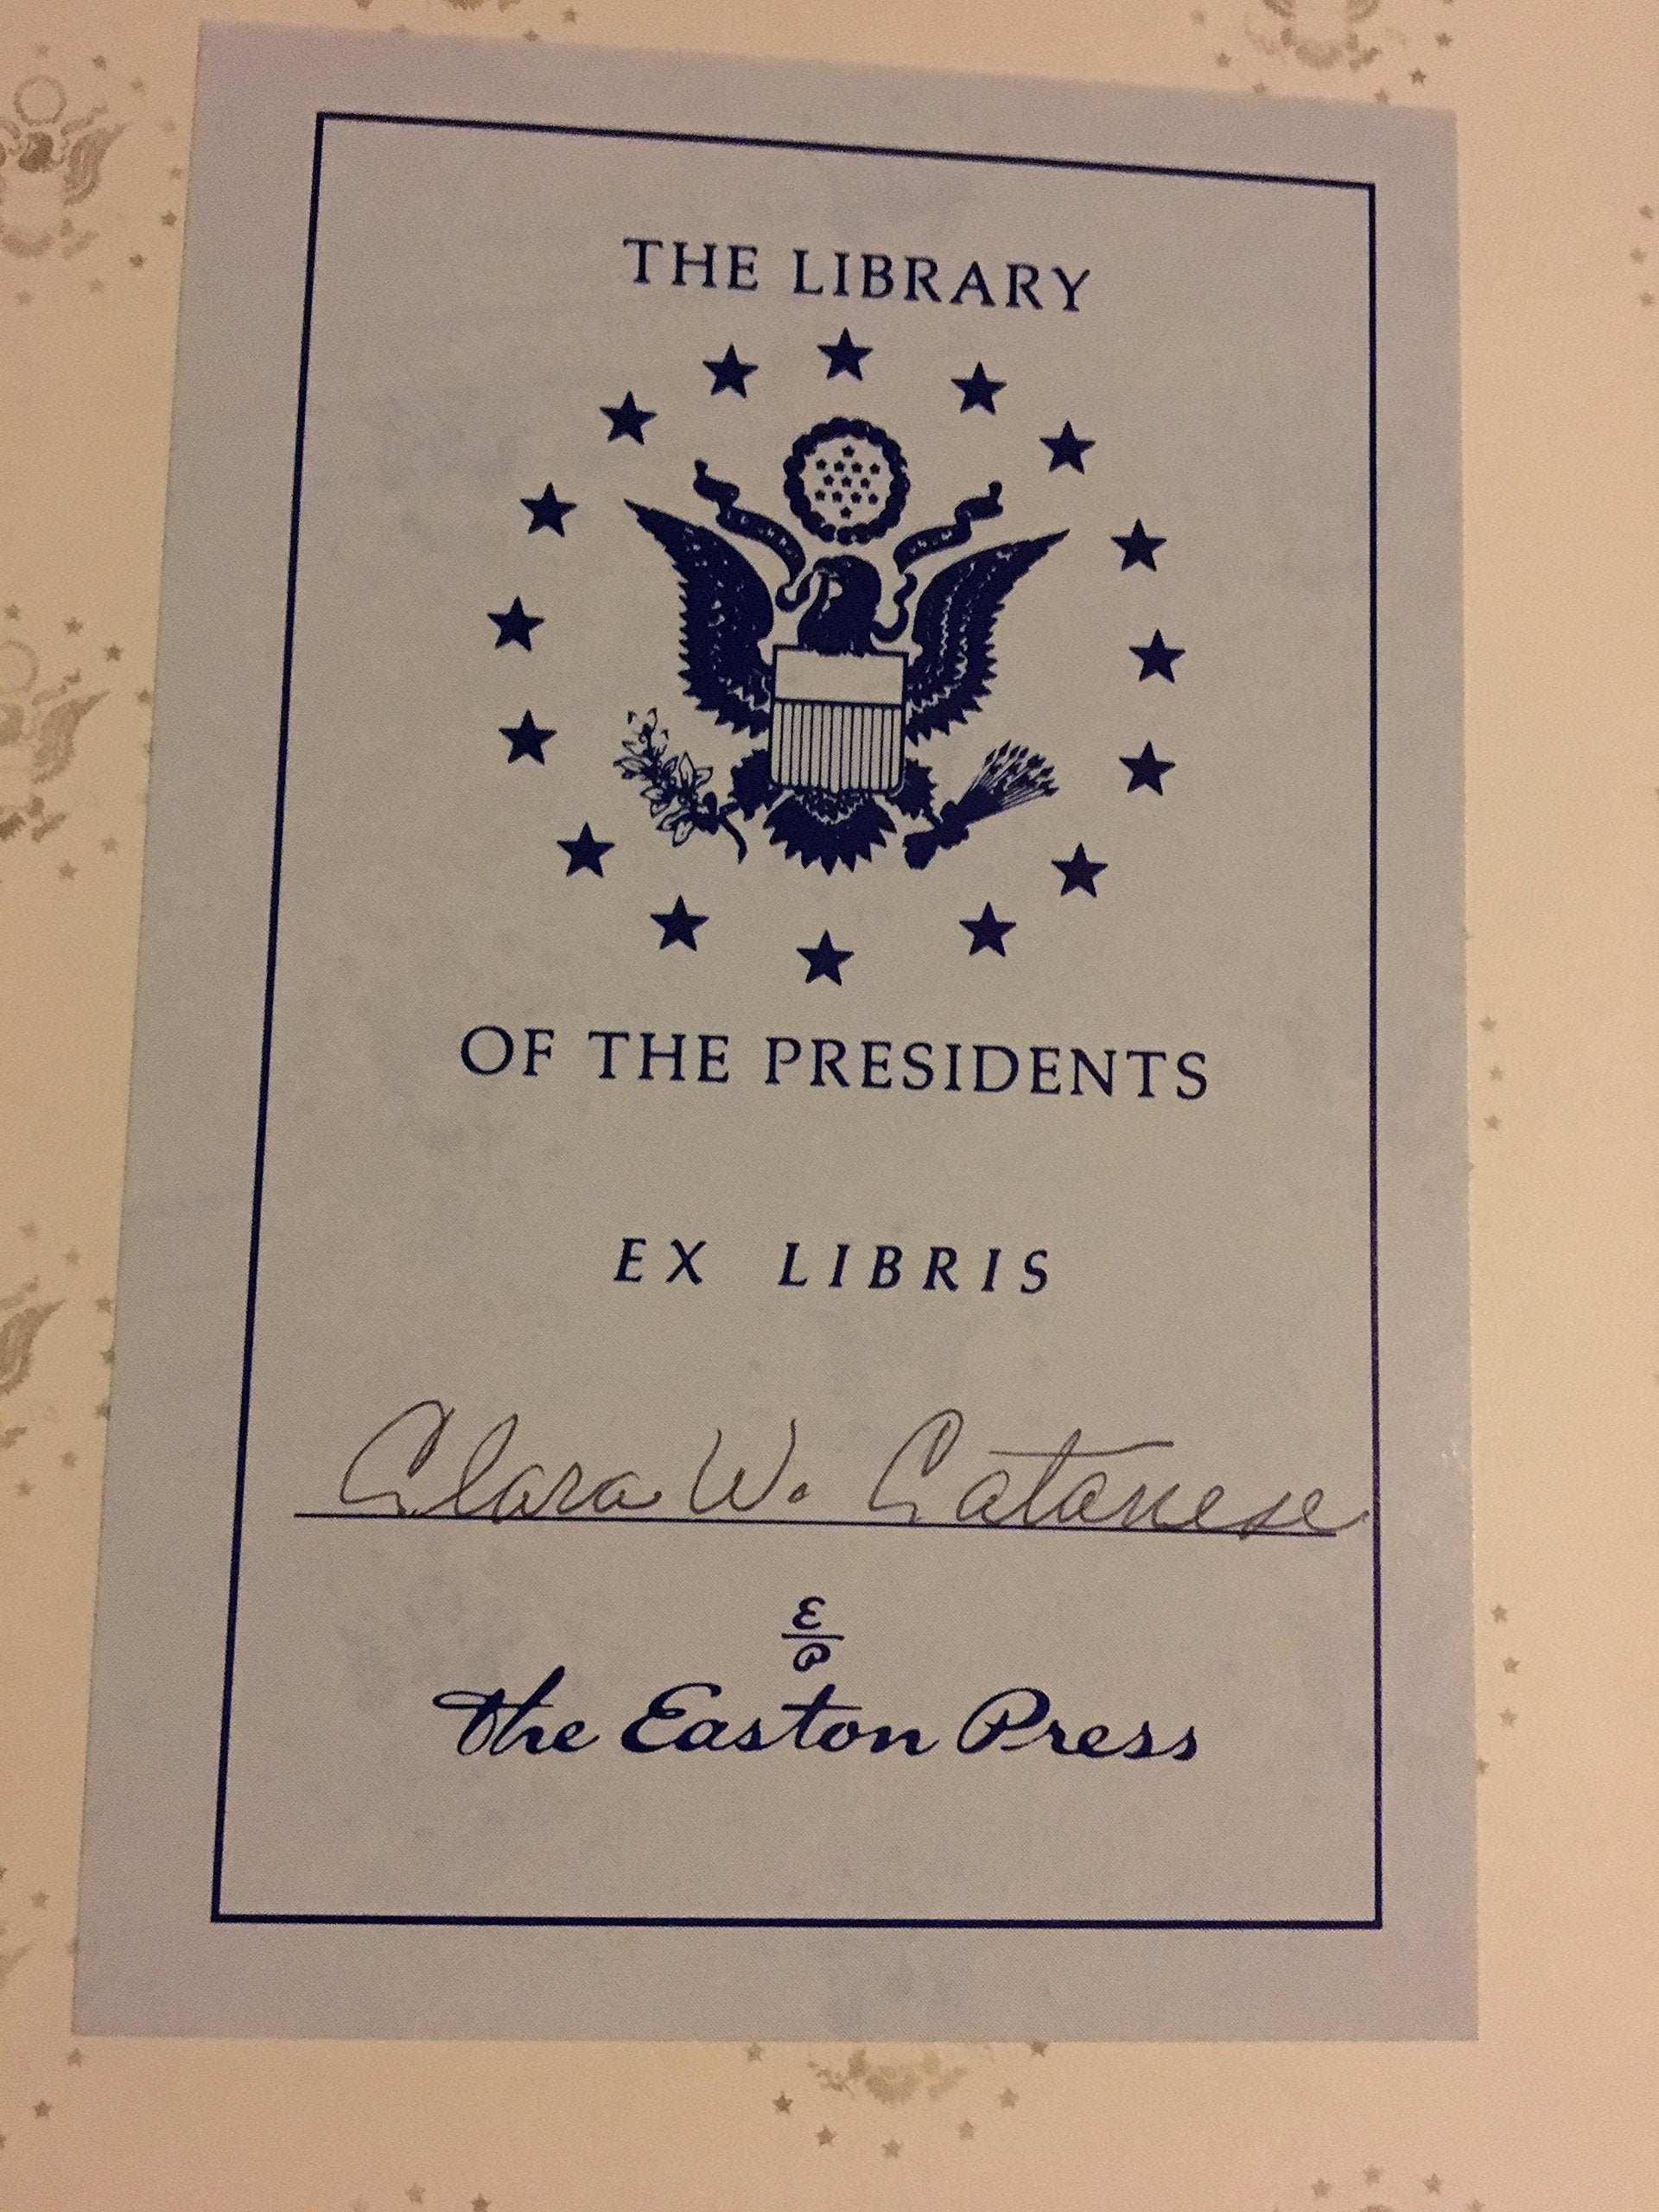 THE LIBRARY
OF THE PRESIDENTS
EX LIBRIS
Clara W. Catanese
E
P
The Easton Press